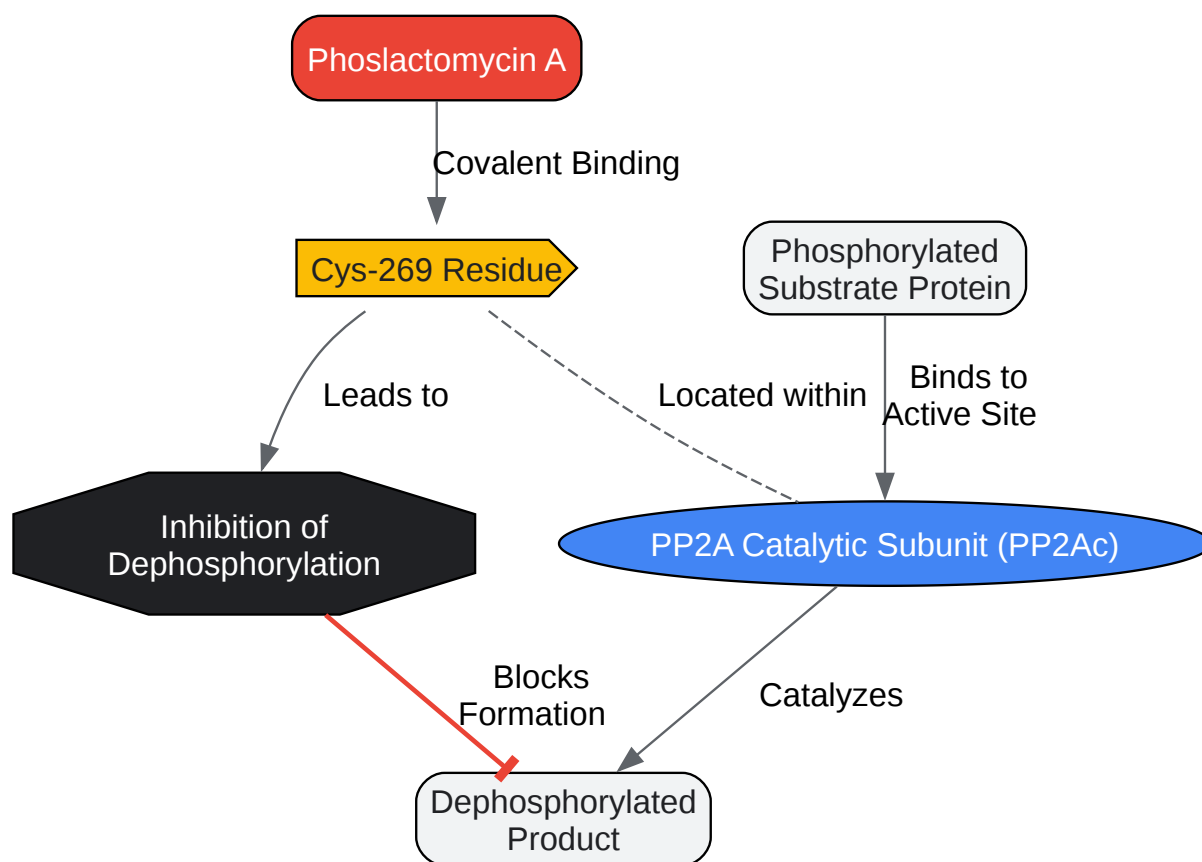 Phoslactomycin A
Covalent Binding
Cys-269 Residue
Phosphorylated
Substrate Protein
Leads to
Located within
Binds to
Active Site
Inhibition of
Dephosphorylation
PP2A Catalytic Subunit (PP2Ac)
Blocks
Formation
Catalyzes
Dephosphorylated
Product